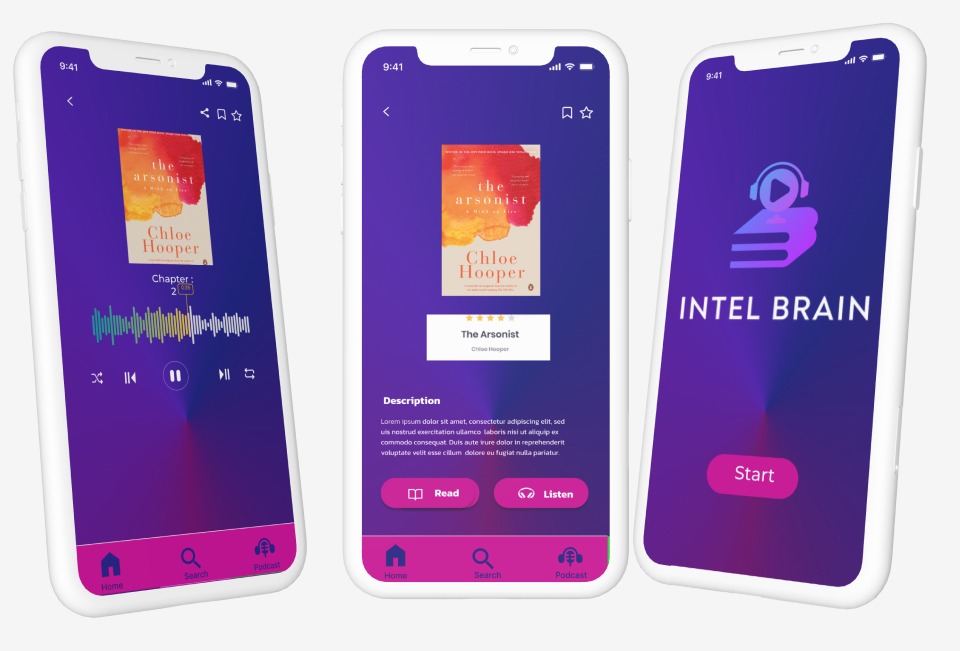 9:41
the
arsonist
A Mind on Fire
Chloe
Hooper
Chapter :
2
Home
Search
Podcast
9:41
the
arsonist
A Mind on Fire
Chloe
Hooper
The Arsonist
Chloe Hooper
Description
Lorem ipsum dolor sit amet, consectetur adipiscing elit, sed
uis nostrud exercitation ullamco laboris nisi ut aliquip ex
commodo consequat. Duis aute irure dolor in reprehenderit
voluptate velit esse cillum dolore eu fugiat nulla pariatur.
Read
Listen
Home
Search
Podcast
9:41
INTEL BRAIN
Start